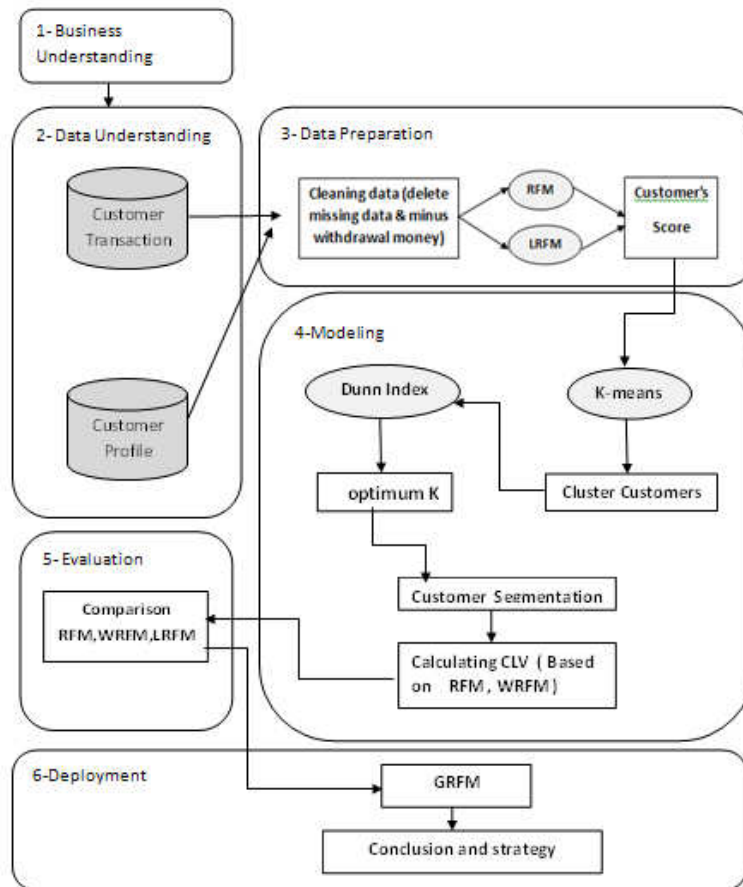 1- Business
Understanding
2- Data Understanding
Customer
Transaction
Customer
Profile
3- Data Preparation
Cleaning data (delete
missing data & minus
withdrawal money)
RFM
LRFM
Customer's
Score
4-Modeling
Dunn Index
K-means
optimum K
Cluster Customers
Customer Segmentation
Calculating CLV ( Based
on RFM , WRFM )
5- Evaluation
Comparison
RFM,WRFM,LRFM
6-Deployment
GRFM
Conclusion and strategy